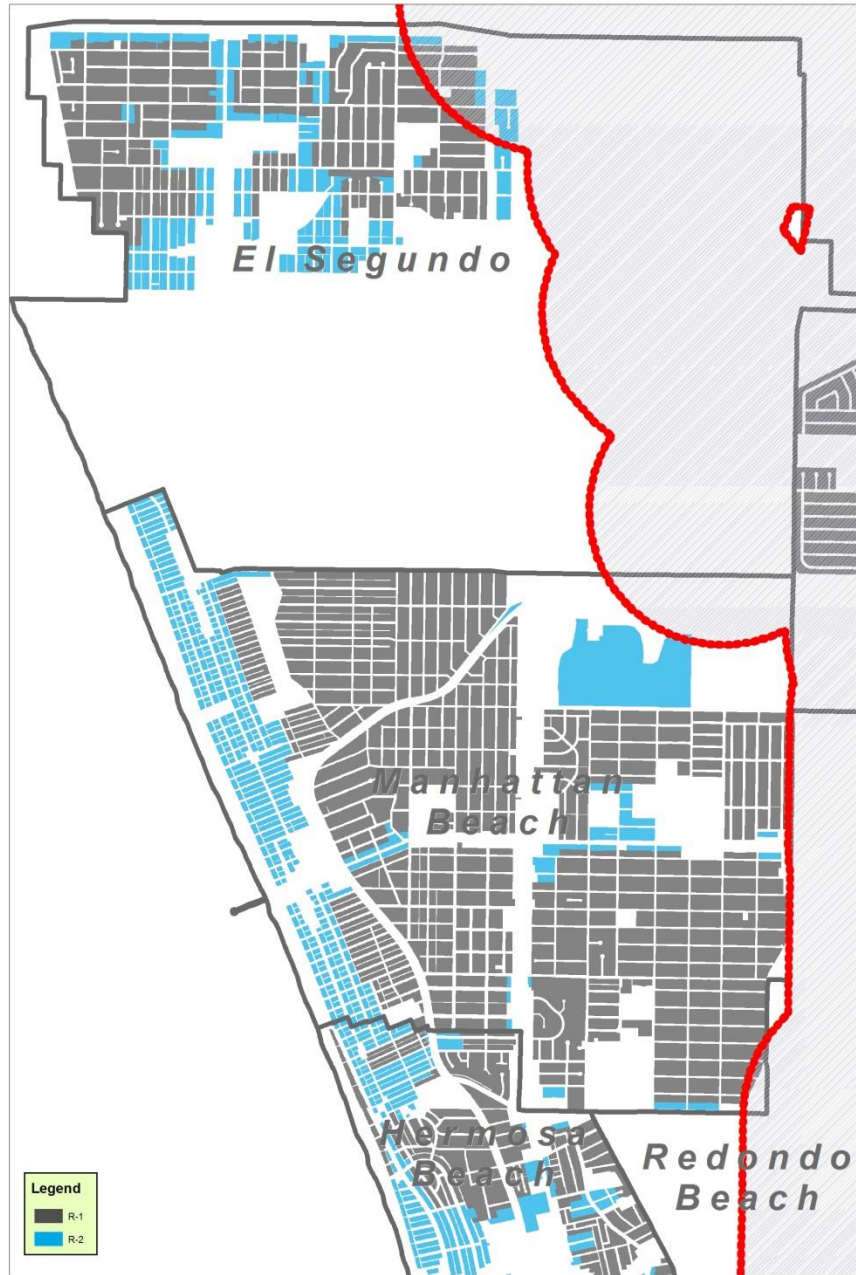 El Segundo
Manhattan
Beach
Hermosa
Beach
Redondo
Beach
Legend
R-1
R-2